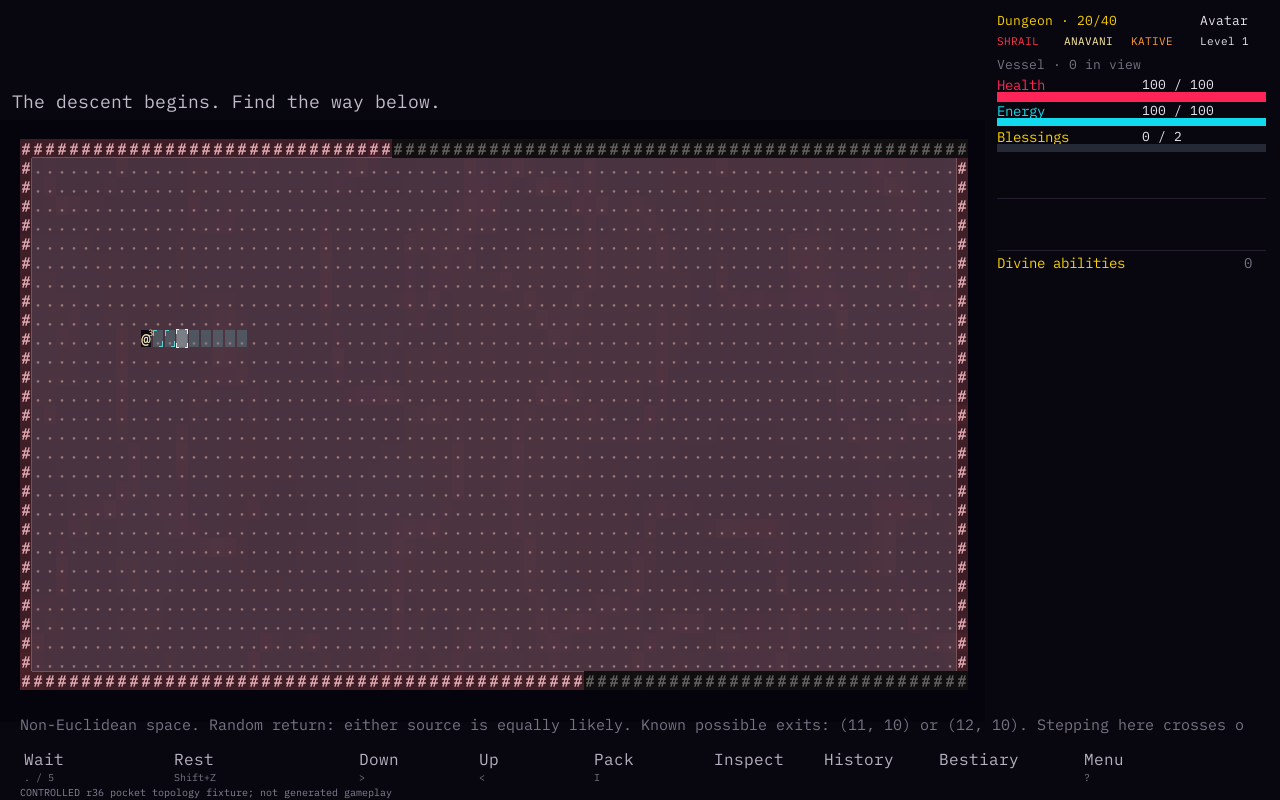 Dungeon · 20/40 Avatar
SHRAIL ANAVANI KATIVE Level 1
Vessel · 0 in view
Health 100 / 100
Energy 100 / 100
Blessings 0 / 2
The descent begins. Find the way below.
Divine abilities 0
@
Non-Euclidean space. Random return: either source is equally likely. Known possible exits: (11, 10) or (12, 10). Stepping here crosses o
Wait Rest Down Up Pack Inspect History Bestiary Menu
. / 5 Shift+Z > < I ?
CONTROLLED r36 pocket topology fixture; not generated gameplay